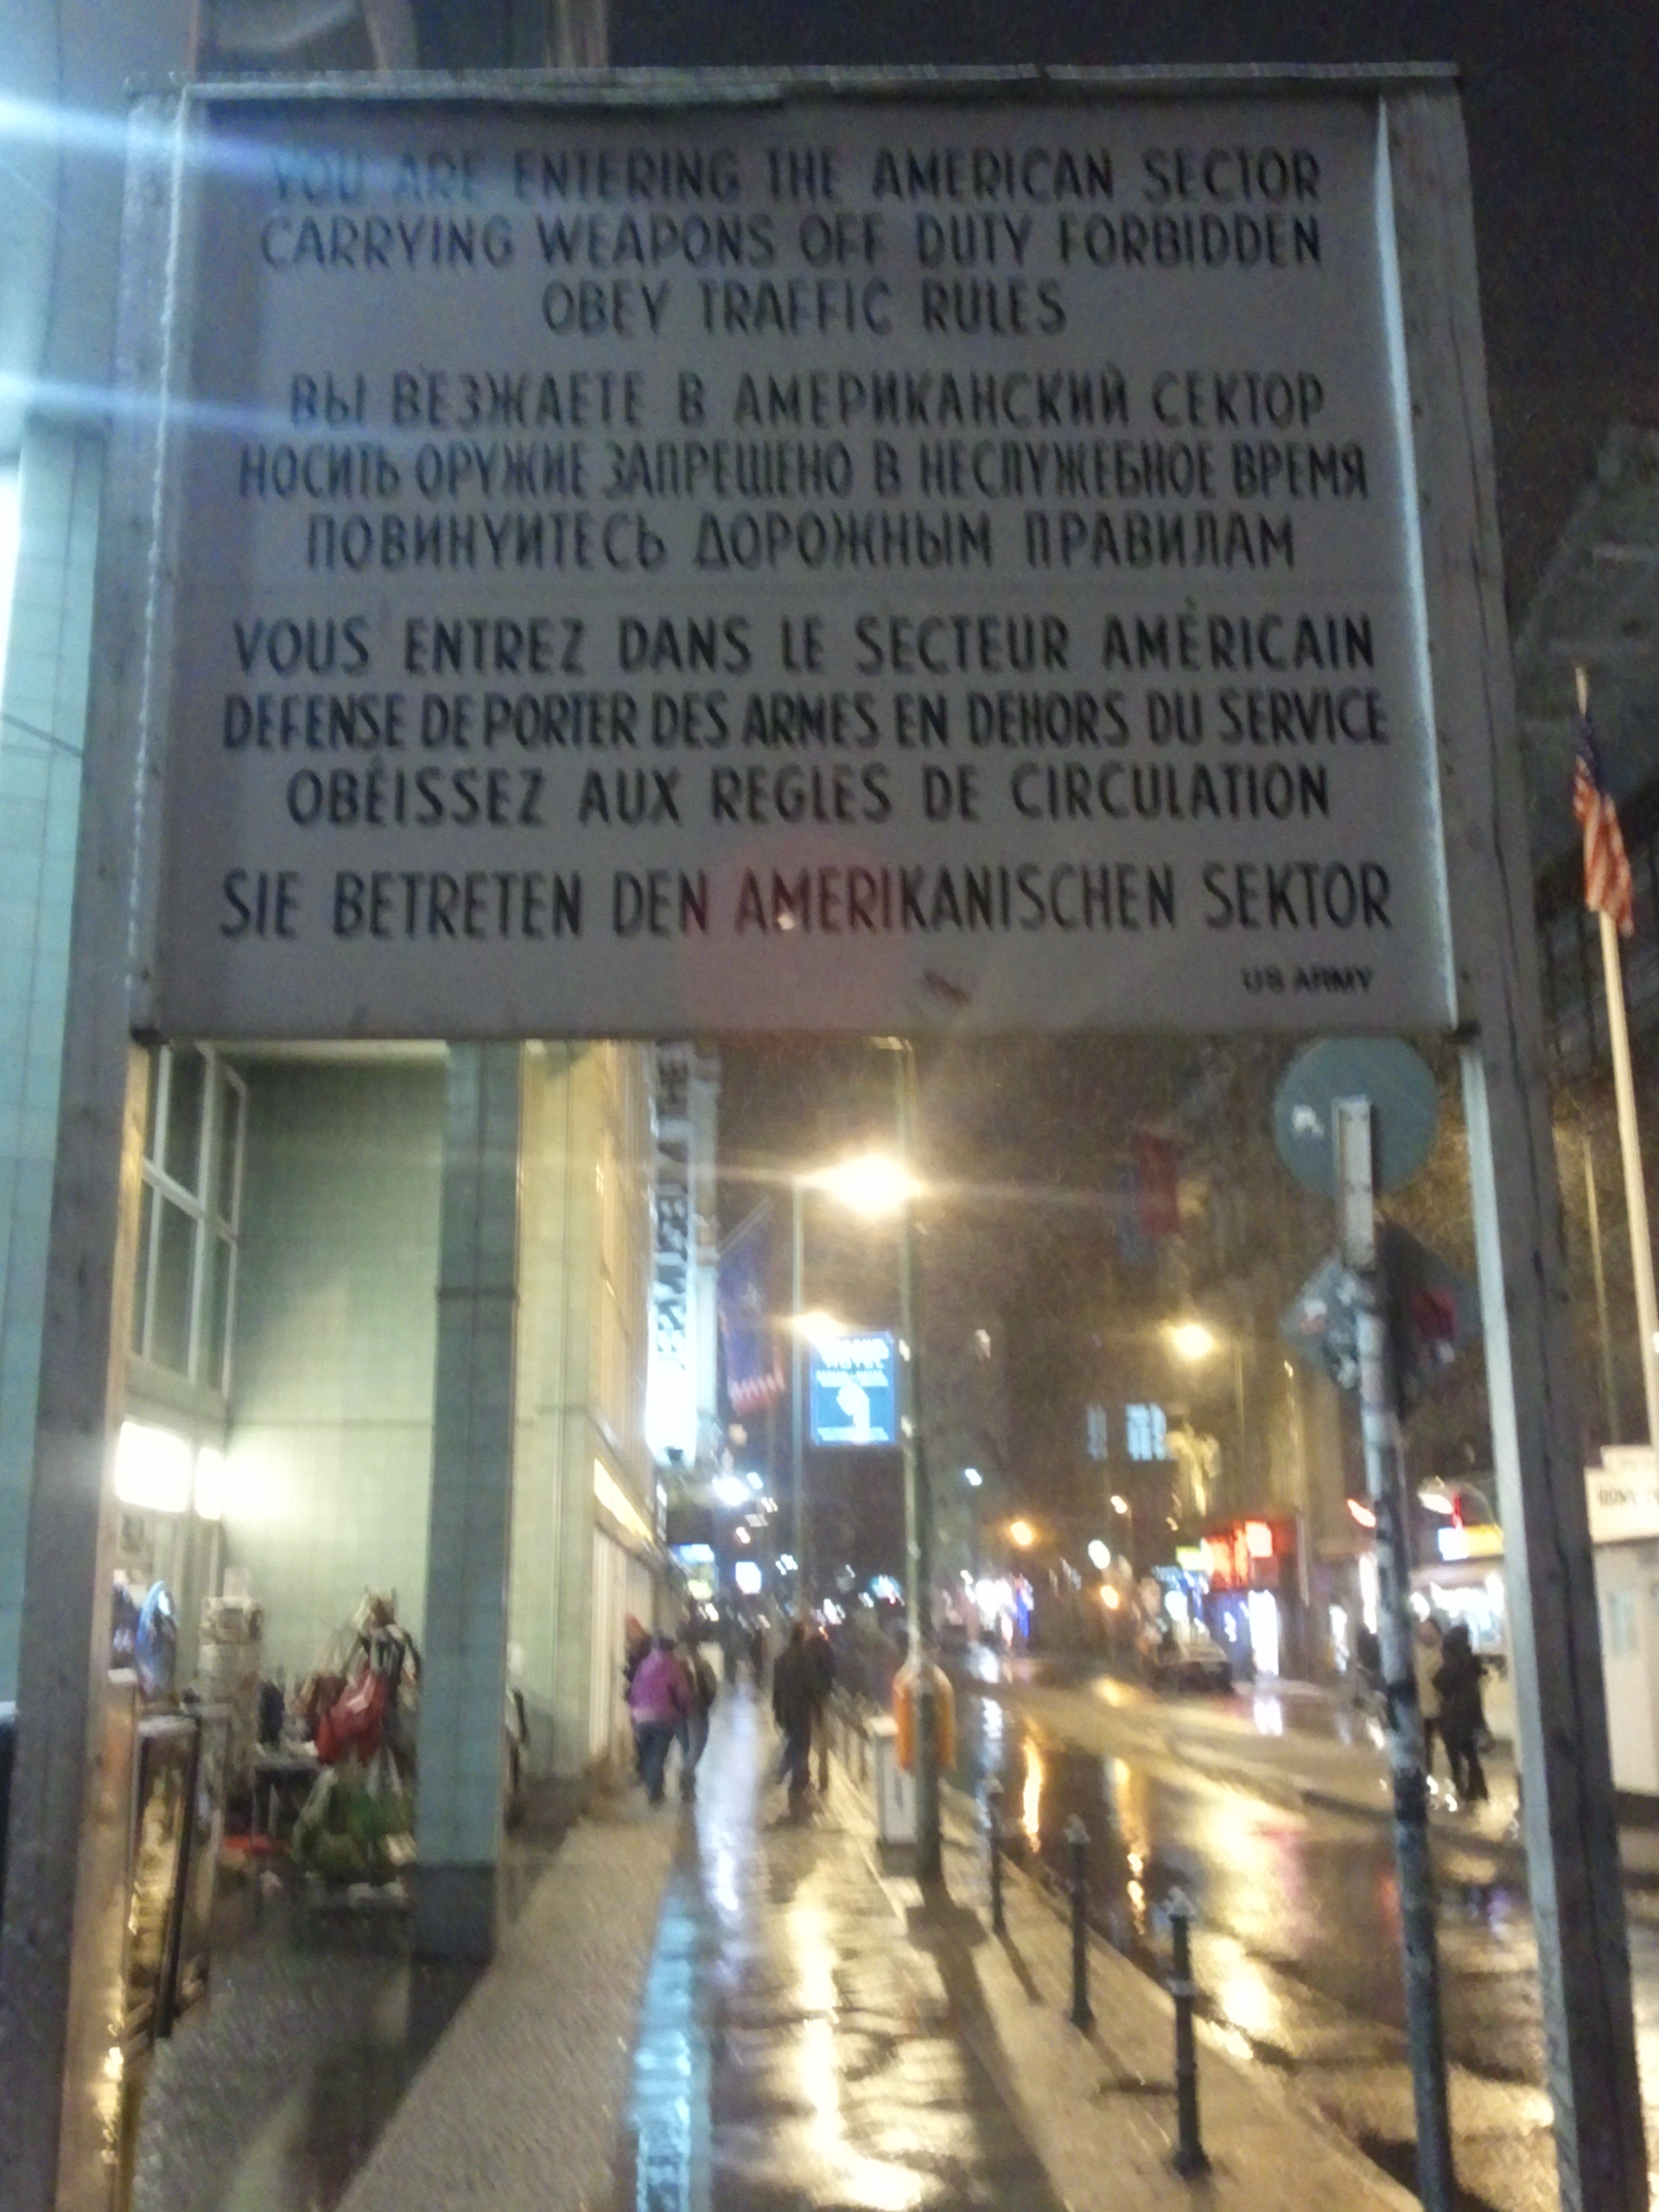 YOU ARE ENTERING THE AMERICAN SECTOR
CARRYING WEAPONS OFF DUTY FORBIDDEN
OBEY TRAFFIC RULES
ВЫ ВЪЕЗЖАЕТЕ В АМЕРИКАНСКИЙ СЕКТОР
НОСИТЬ ОРУЖИЕ ЗАПРЕЩЕНО В НЕСЛУЖЕБНОЕ ВРЕМЯ
ПОВИНУИТЕСЬ ДОРОЖНЫМ ПРАВИЛАМ
VOUS ENTREZ DANS LE SECTEUR AMÉRICAIN
DEFENSE DE PORTER DES ARMES EN DEHORS DU SERVICE
OBÉISSEZ AUX REGLES DE CIRCULATION
SIE BETRETEN DEN AMERIKANISCHEN SEKTOR
US ARMY